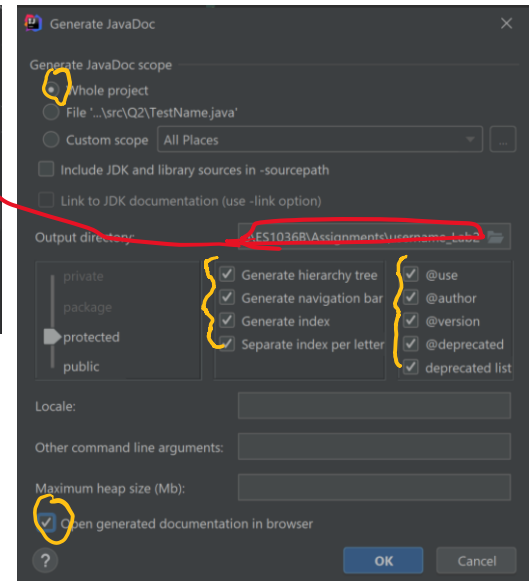 Generate JavaDoc
Generate JavaDoc scope
Whole project
File '...\src\Q2\TestName.java'
Custom scope All Places ...
Include JDK and library sources in -sourcepath
Link to JDK documentation (use -link option)
Output directory: \ES1036B\Assignments\username_Lab2
private
package
protected
public
Generate hierarchy tree
Generate navigation bar
Generate index
Separate index per letter
@use
@author
@version
@deprecated
deprecated list
Locale:
Other command line arguments:
Maximum heap size (Mb):
Open generated documentation in browser
? OK Cancel